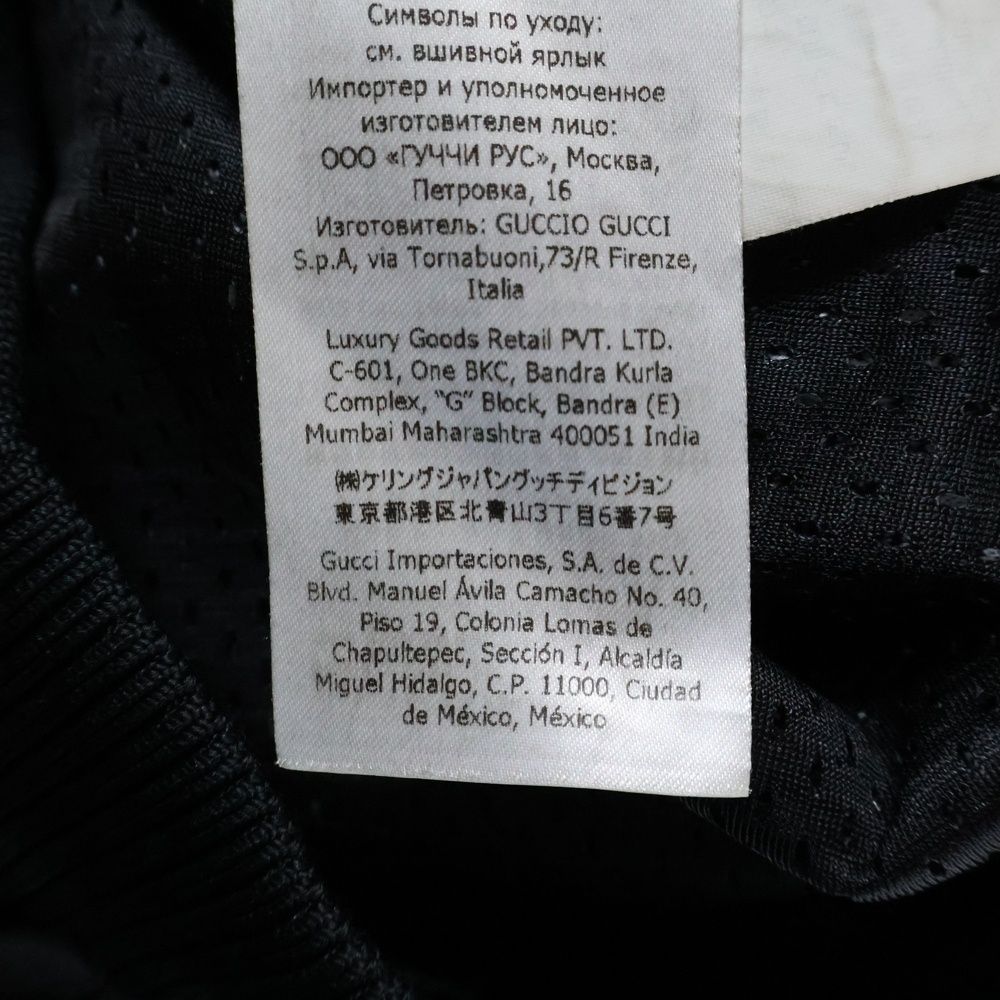 Символы по уходу:
см. вшивной ярлык
Импортер и уполномоченное
изготовителем лицо:
ООО «ГУЧЧИ РУС», Москва,
Петровка, 16
Изготовитель: GUCCIO GUCCI
S.p.A, via Tornabuoni,73/R Firenze,
Italia
Luxury Goods Retail PVT. LTD.
C-601, One BKC, Bandra Kurla
Complex, "G" Block, Bandra (E)
Mumbai Maharashtra 400051 India
㈱ケリングジャパングッチディビジョン
東京都港区北青山3丁目6番7号
Gucci Importaciones, S.A. de C.V.
Blvd. Manuel Ávila Camacho No. 40,
Piso 19, Colonia Lomas de
Chapultepec, Sección I, Alcaldía
Miguel Hidalgo, C.P. 11000, Ciudad
de México, México